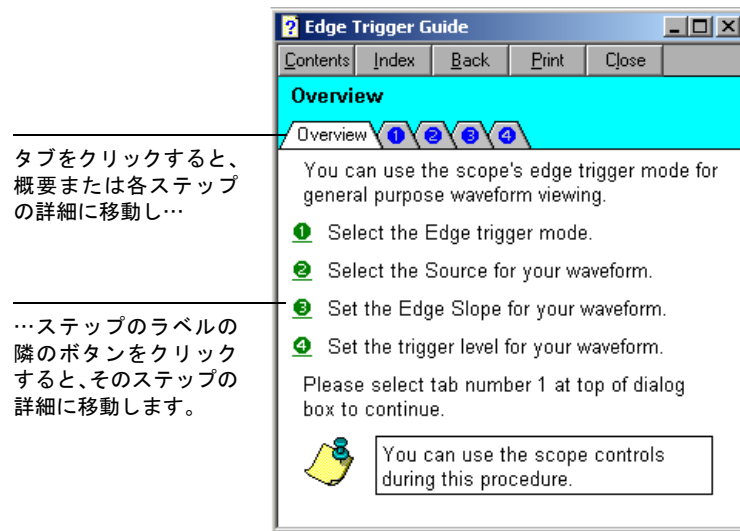 Edge Trigger Guide
Contents Index Back Print Close
Overview
Overview 1 2 3 4
タブをクリックすると、
概要または各ステップ
の詳細に移動し…
You can use the scope's edge trigger mode for
general purpose waveform viewing.
1 Select the Edge trigger mode.
2 Select the Source for your waveform.
3 Set the Edge Slope for your waveform.
4 Set the trigger level for your waveform.
…ステップのラベルの
隣のボタンをクリック
すると、そのステップの
詳細に移動します。
Please select tab number 1 at top of dialog
box to continue.
You can use the scope controls
during this procedure.